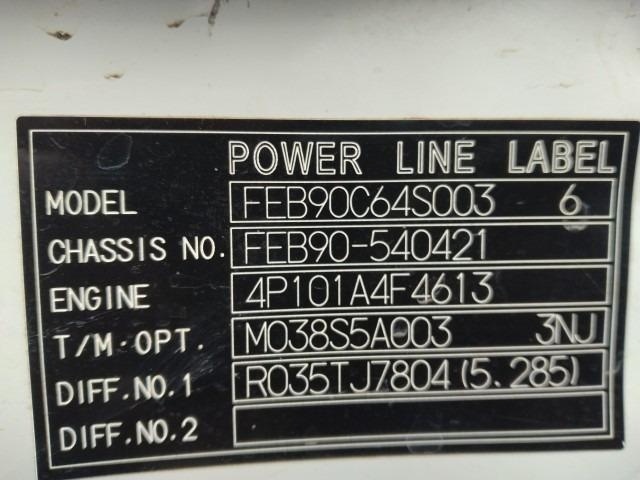 POWER LINE LABEL
MODEL FEB90C64S003 6
CHASSIS NO. FEB90-540421
ENGINE 4P101A4F4613
T/M·OPT. M038S5A003 3NJ
DIFF.NO.1 R035TJ7804(5.285)
DIFF.NO.2